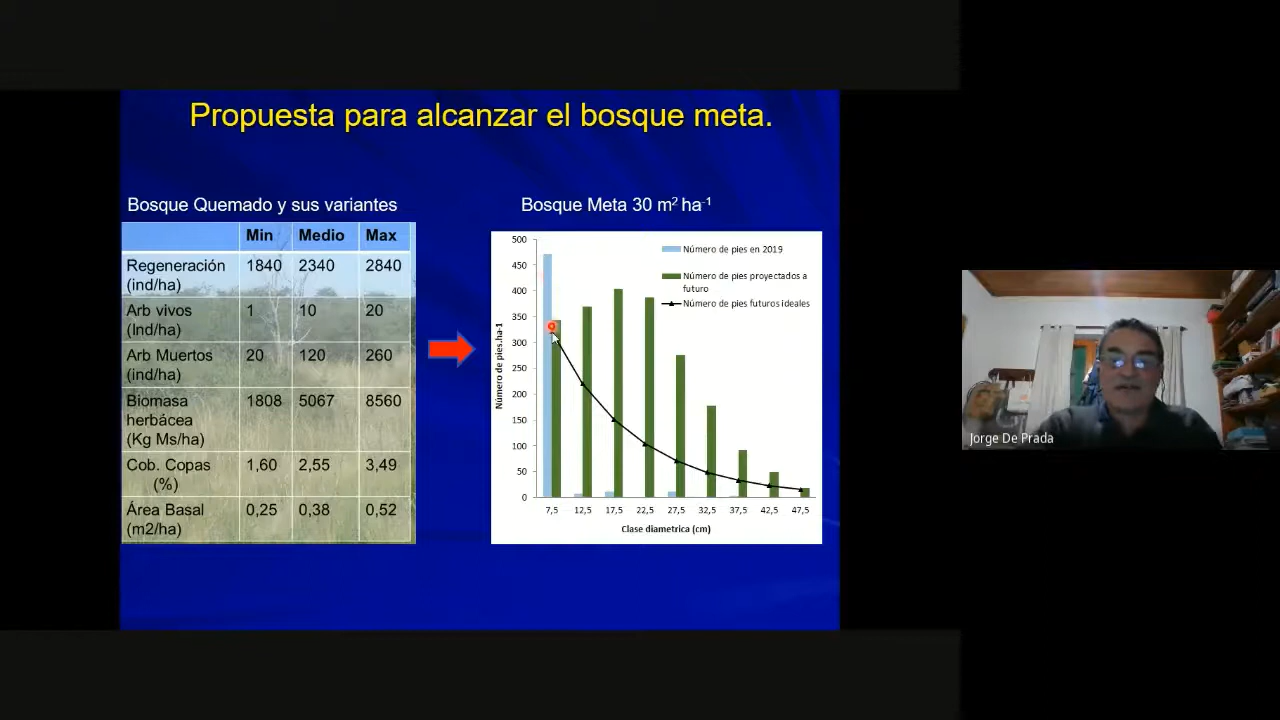 Propuesta para alcanzar el bosque meta.
Bosque Quemado y sus variantes
Min Medio Max
Regeneración (ind/ha) 1840 2340 2840
Arb vivos (Ind/ha) 1 10 20
Arb Muertos (ind/ha) 20 120 260
Biomasa herbácea (Kg Ms/ha) 1808 5067 8560
Cob. Copas (%) 1,60 2,55 3,49
Área Basal (m2/ha) 0,25 0,38 0,52
Bosque Meta 30 m² ha⁻¹
Número de pies en 2019
Número de pies proyectados a
futuro
Número de pies futuros ideales
Número de pies.ha-1
500
450
400
350
300
250
200
150
100
50
0
7,5 12,5 17,5 22,5 27,5 32,5 37,5 42,5 47,5
Clase diametrica (cm)
Jorge De Prada